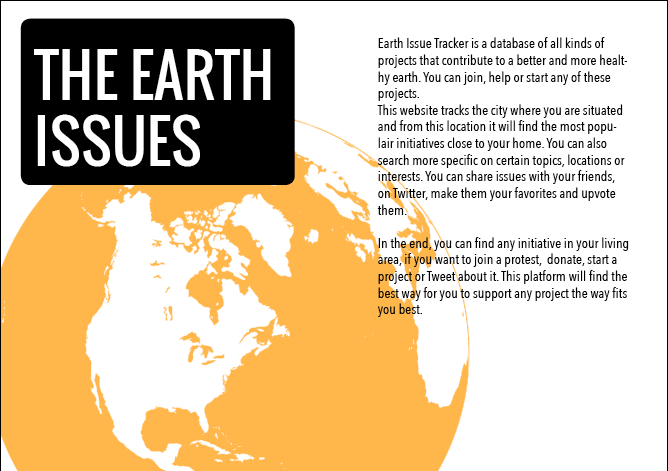 THE EARTH
ISSUES
Earth Issue Tracker is a database of all kinds of
projects that contribute to a better and more healt-
hy earth. You can join, help or start any of these
projects.
This website tracks the city where you are situated
and from this location it will find the most popu-
lair initiatives close to your home. You can also
search more specific on certain topics, locations or
interests. You can share issues with your friends,
on Twitter, make them your favorites and upvote
them.
In the end, you can find any initiative in your living
area, if you want to join a protest,  donate, start a
project or Tweet about it. This platform will find the
best way for you to support any project the way fits
you best.